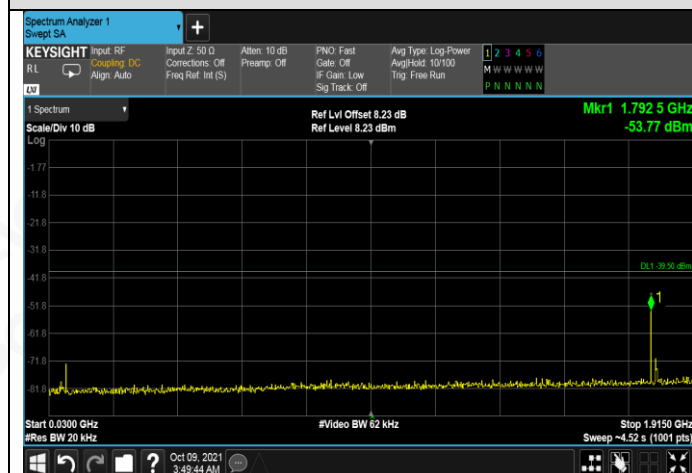 Spectrum Analyzer 1
Swept SA
+
KEYSIGHT
RL
LXI
Input: RF
Coupling: DC
Align: Auto
Input Z: 50 Ω
Corrections: Off
Freq Ref: Int (S)
Atten: 10 dB
Preamp: Off
PNO: Fast
Gate: Off
IF Gain: Low
Sig Track: Off
Avg Type: Log-Power
Avg|Hold: 10/100
Trig: Free Run
1 2 3 4 5 6
M W W W W W
P N N N N N
1 Spectrum
Scale/Div 10 dB
Log
Ref Lvl Offset 8.23 dB
Ref Level 8.23 dBm
Mkr1 1.792 5 GHz
-53.77 dBm
-1.77
-11.8
-21.8
-31.8
-41.8
-51.8
-61.8
-71.8
-81.8
DL1 -39.50 dBm
1
Start 0.0300 GHz
#Res BW 20 kHz
#Video BW 62 kHz
Stop 1.9150 GHz
Sweep ~4.52 s (1001 pts)
?
Oct 09, 2021
3:49:44 AM